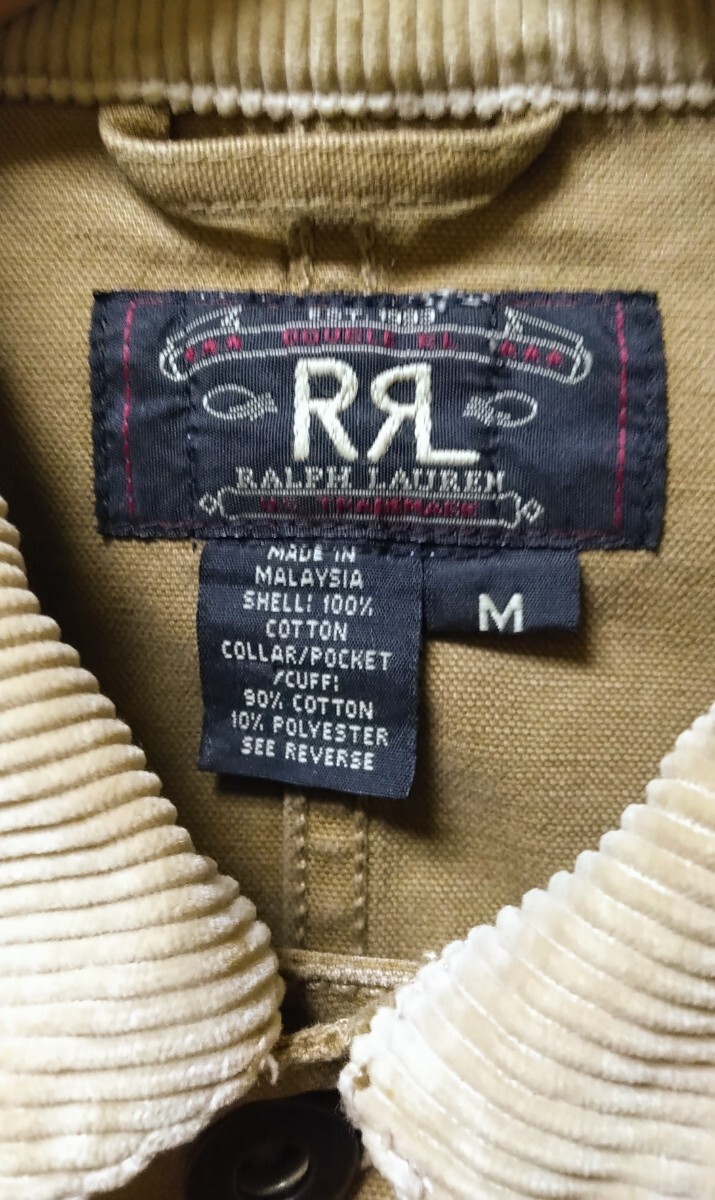 DOUBLE RL
RRL
RALPH LAUREN
TRADEMARK
MADE IN
MALAYSIA
SHELL: 100%
COTTON
COLLAR/POCKET
/CUFF:
90% COTTON
10% POLYESTER
SEE REVERSE
M